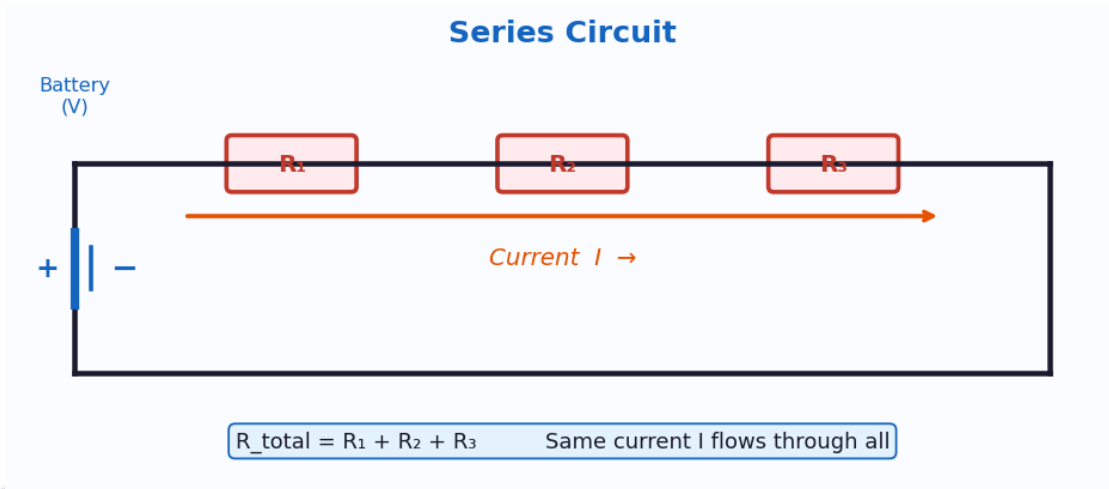 Series Circuit
Battery
(V)
R₁ R₂ R₃
+ −
Current I →
R_total = R₁ + R₂ + R₃ Same current I flows through all